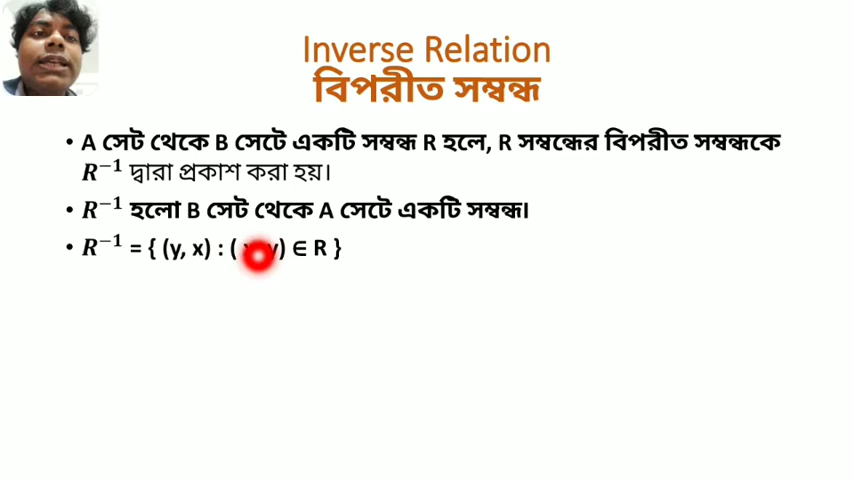 Inverse Relation
বিপরীত সম্বন্ধ
• A সেট থেকে B সেটে একটি সম্বন্ধ R হলে, R সম্বন্ধের বিপরীত সম্বন্ধকে
R⁻¹ দ্বারা প্রকাশ করা হয়।
• R⁻¹ হলো B সেট থেকে A সেটে একটি সম্বন্ধ।
• R⁻¹ = { (y, x) : ( y) ∈ R }